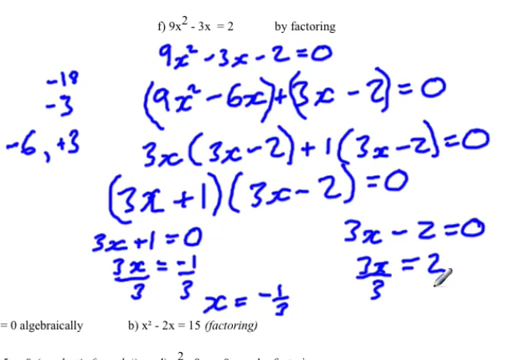 f) 9x² - 3x = 2 by factoring
9x² - 3x - 2 = 0
-18
-3
-6, +3
(9x² - 6x) + (3x - 2) = 0
3x(3x - 2) + 1(3x - 2) = 0
(3x + 1)(3x - 2) = 0
3x + 1 = 0
3x/3 = -1/3
x = -1/3
3x - 2 = 0
3x/3 = 2
= 0 algebraically b) x² - 2x = 15 (factoring)